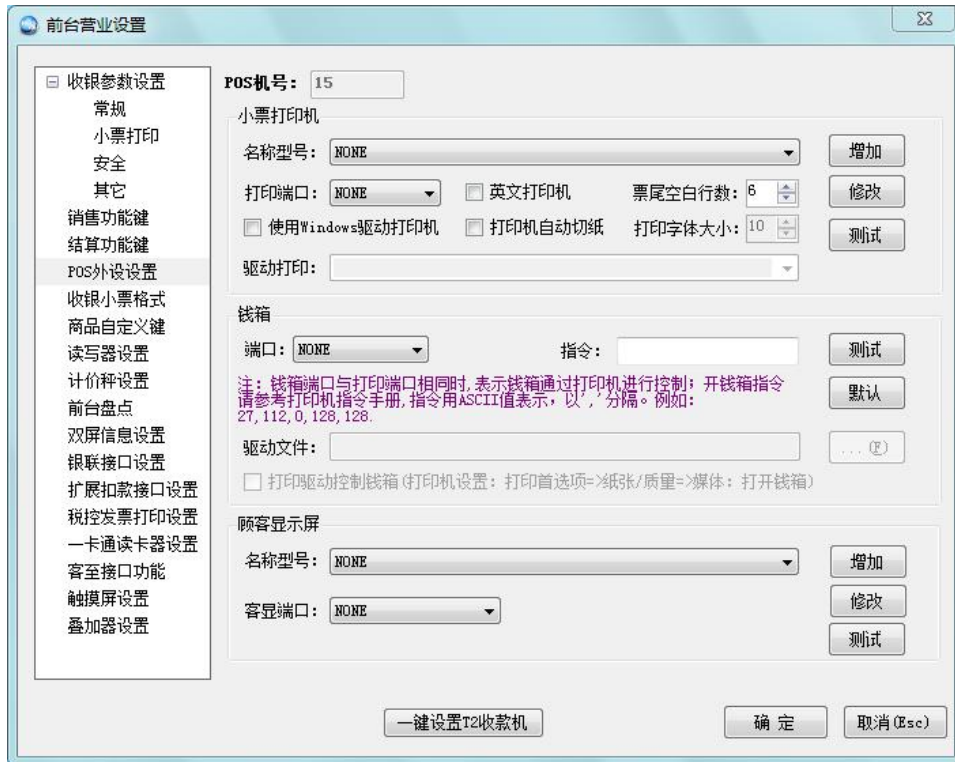 前台营业设置
收银参数设置
常规
小票打印
安全
其它
销售功能键
结算功能键
POS外设设置
收银小票格式
商品自定义键
读写器设置
计价秤设置
前台盘点
双屏信息设置
银联接口设置
扩展扣款接口设置
税控发票打印设置
一卡通读卡器设置
客至接口功能
触摸屏设置
叠加器设置
POS机号: 15
小票打印机
名称型号: NONE 增加
打印端口: NONE 英文打印机 票尾空白行数: 6 修改
使用Windows驱动打印机 打印机自动切纸 打印字体大小: 10 测试
驱动打印:
钱箱
端口: NONE 指令: 测试
注: 钱箱端口与打印端口相同时,表示钱箱通过打印机进行控制; 开钱箱指令
请参考打印机指令手册,指令用ASCII值表示, 以','分隔。例如:
27,112,0,128,128.
默认
驱动文件: ...(F)
打印驱动控制钱箱(打印机设置: 打印首选项=>纸张/质量=>媒体: 打开钱箱)
顾客显示屏
名称型号: NONE 增加
客显端口: NONE 修改
测试
一键设置T2收款机 确 定 取消(Esc)